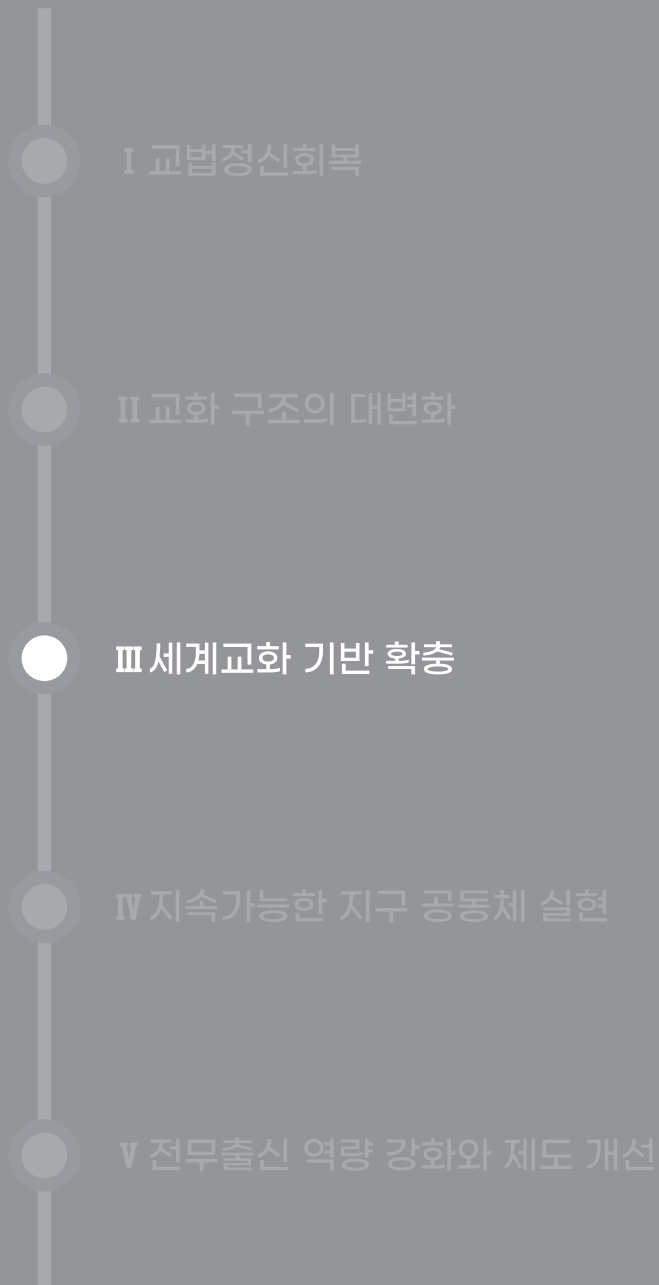 Ⅰ 교법정신회복
Ⅱ 교화 구조의 대변화
Ⅲ 세계교화 기반 확충
Ⅳ 지속가능한 지구 공동체 실현
Ⅴ 전무출신 역량 강화와 제도 개선